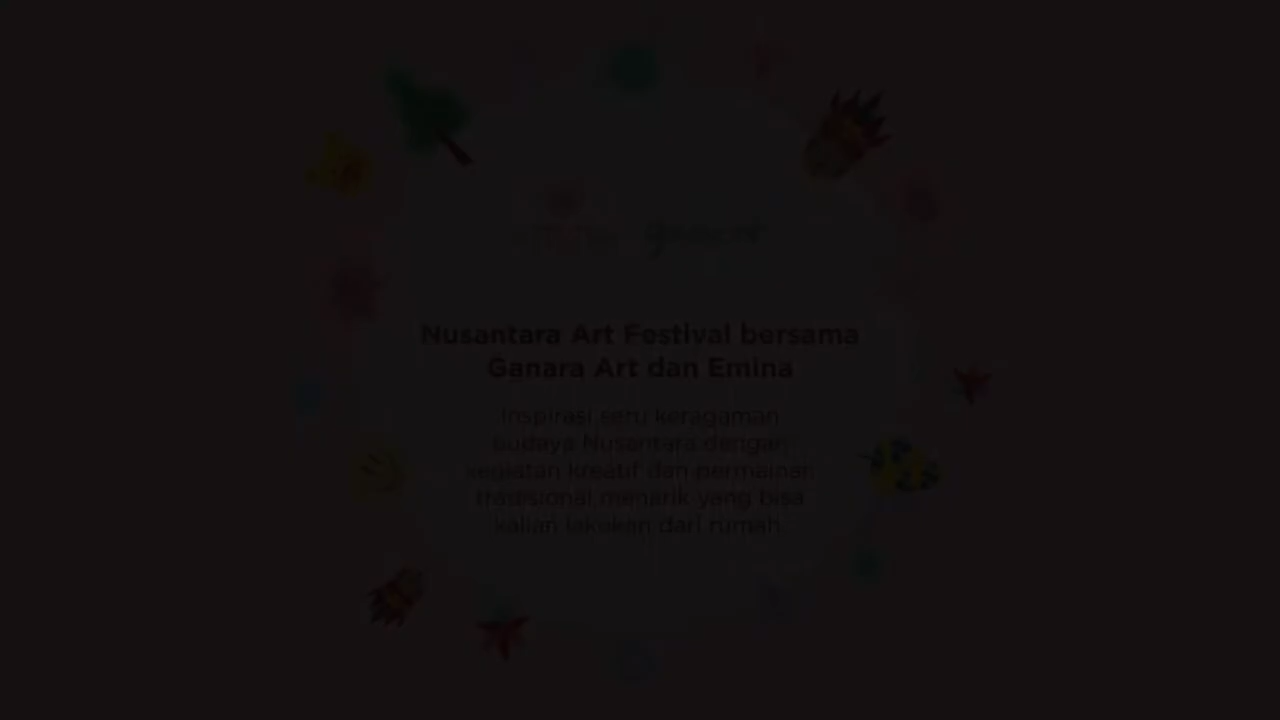 Nusantara Art Festival bersama
Ganara Art dan Emina
Inspirasi seru keragaman
budaya Nusantara dengan
kegiatan kreatif dan permainan
tradisional menarik yang bisa
kalian lakukan dari rumah